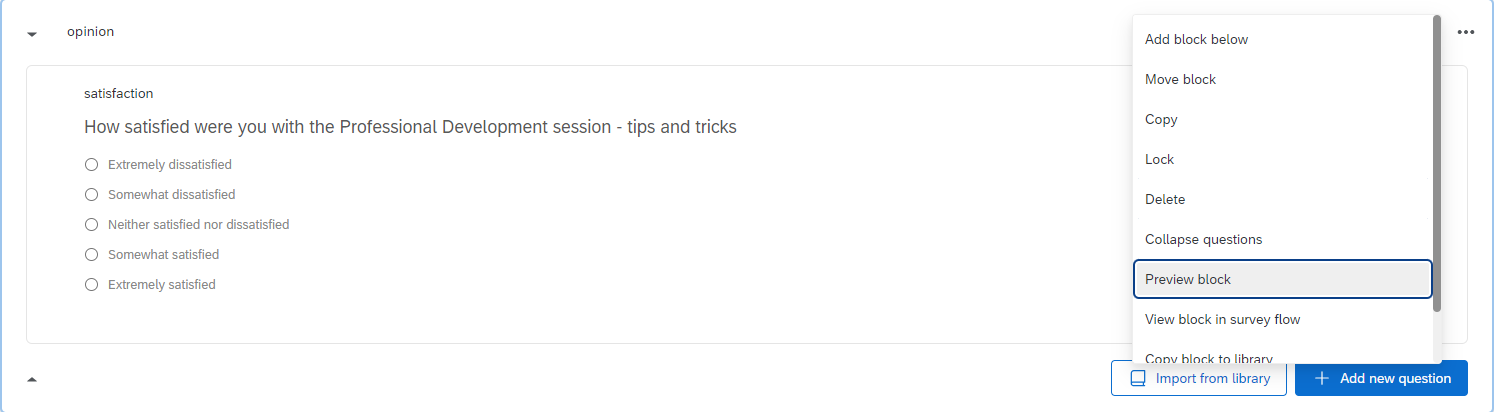 opinion
satisfaction
How satisfied were you with the Professional Development session - tips and tricks
Extremely dissatisfied
Somewhat dissatisfied
Neither satisfied nor dissatisfied
Somewhat satisfied
Extremely satisfied
Add block below
Move block
Copy
Lock
Delete
Collapse questions
Preview block
View block in survey flow
Copy block to library
Import from library
Add new question